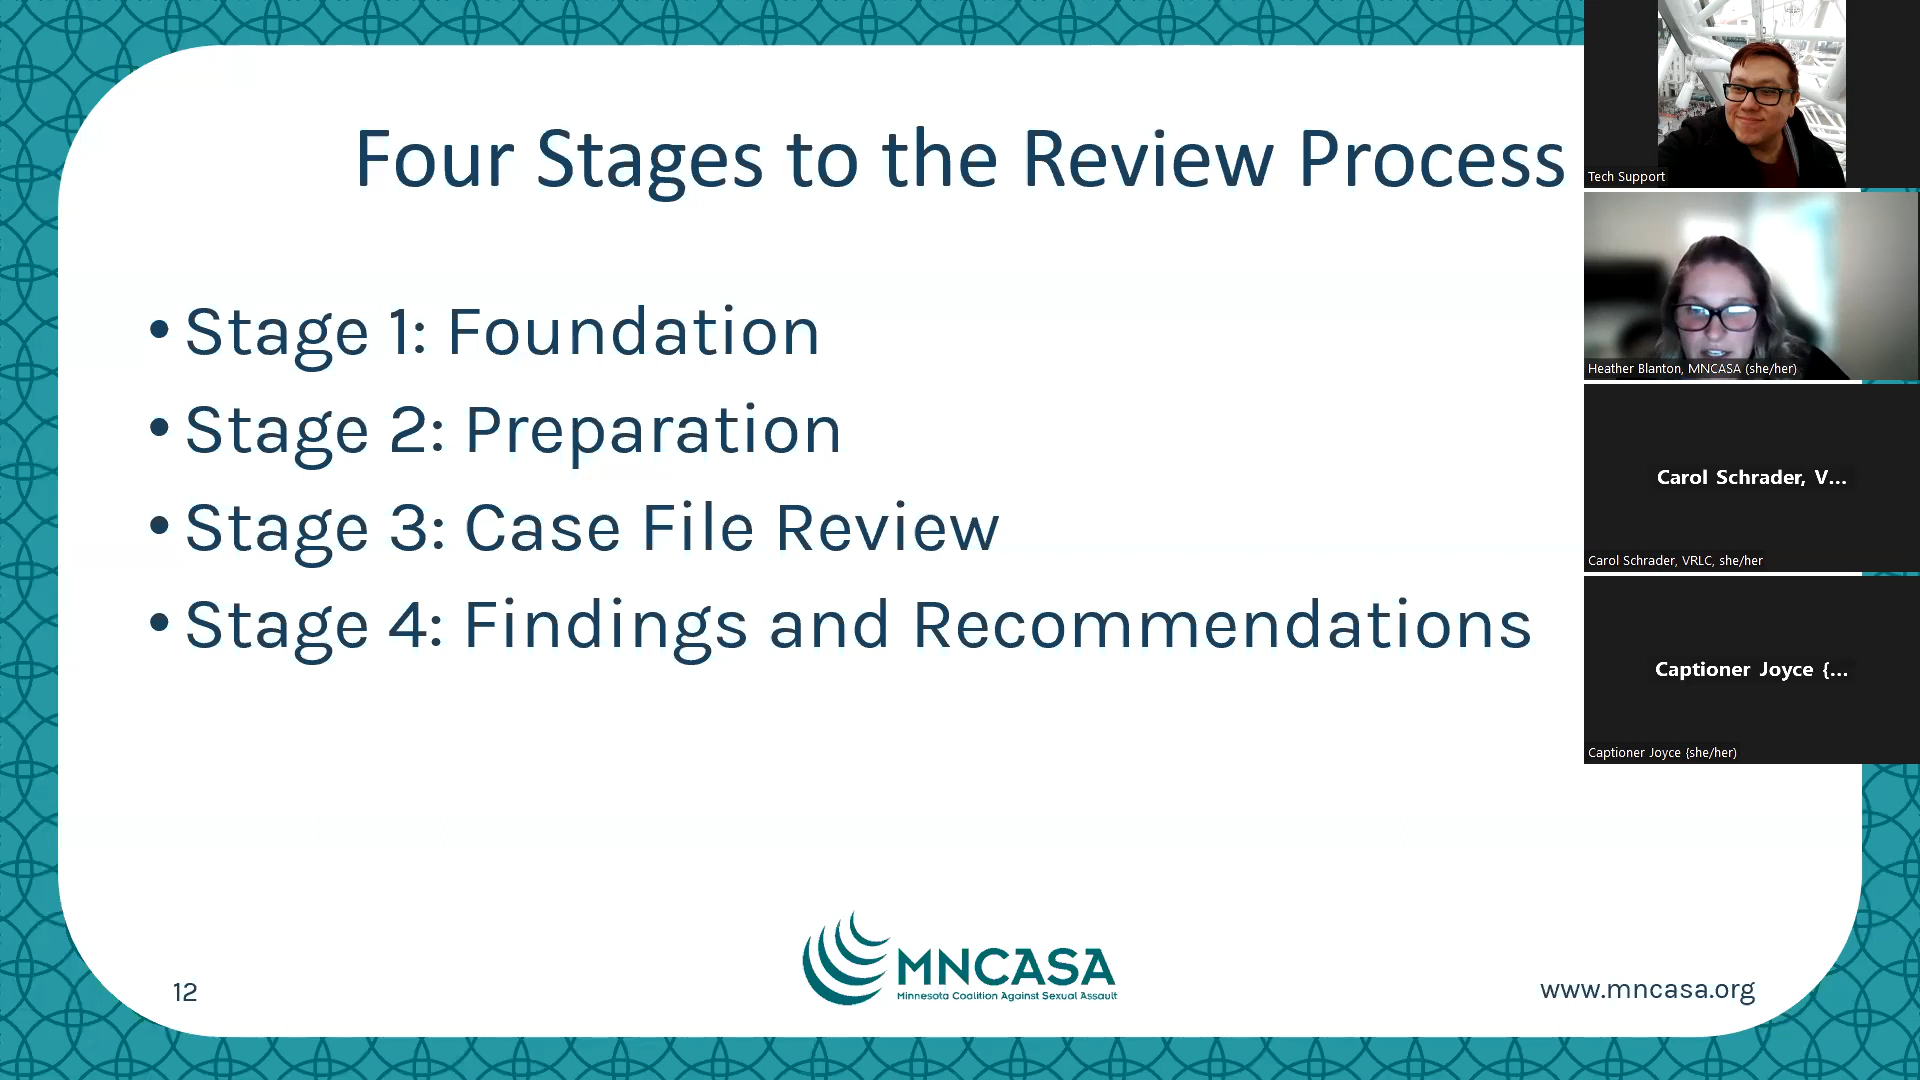 Four Stages to the Review Process
• Stage 1: Foundation
• Stage 2: Preparation
• Stage 3: Case File Review
• Stage 4: Findings and Recommendations
12
MNCASA
Minnesota Coalition Against Sexual Assault
www.mncasa.org
Tech Support
Heather Blanton, MNCASA (she/her)
Carol Schrader, V...
Carol Schrader, VRLC, she/her
Captioner Joyce {...
Captioner Joyce {she/her)